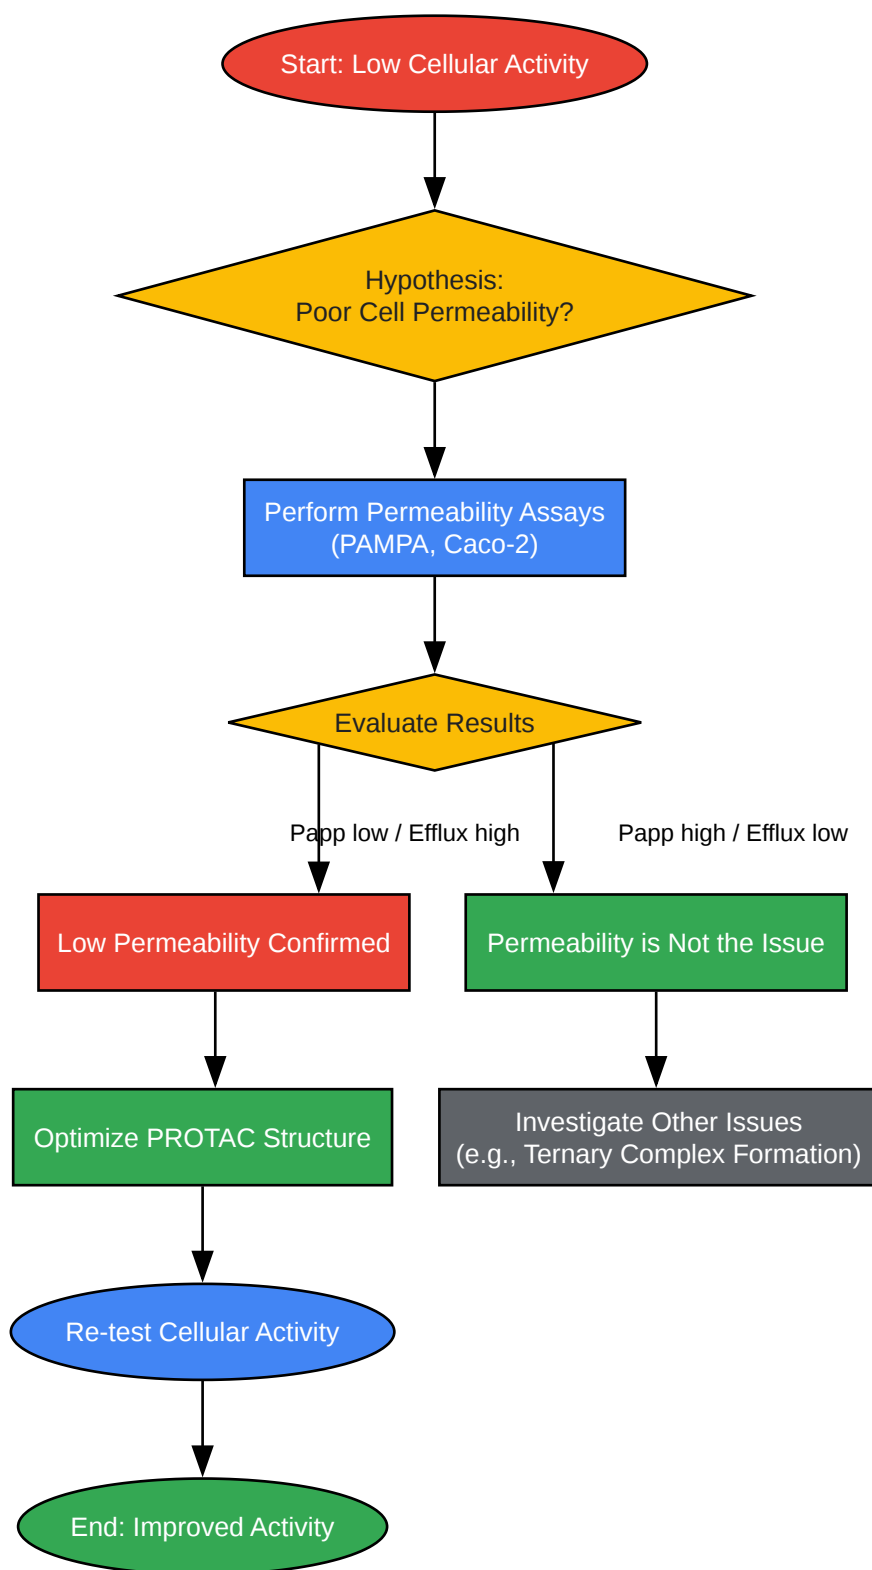 Start: Low Cellular Activity
Hypothesis:
Poor Cell Permeability?
Perform Permeability Assays
(PAMPA, Caco-2)
Evaluate Results
Papp low / Efflux high
Papp high / Efflux low
Low Permeability Confirmed
Permeability is Not the Issue
Optimize PROTAC Structure
Investigate Other Issues
(e.g., Ternary Complex Formation)
Re-test Cellular Activity
End: Improved Activity